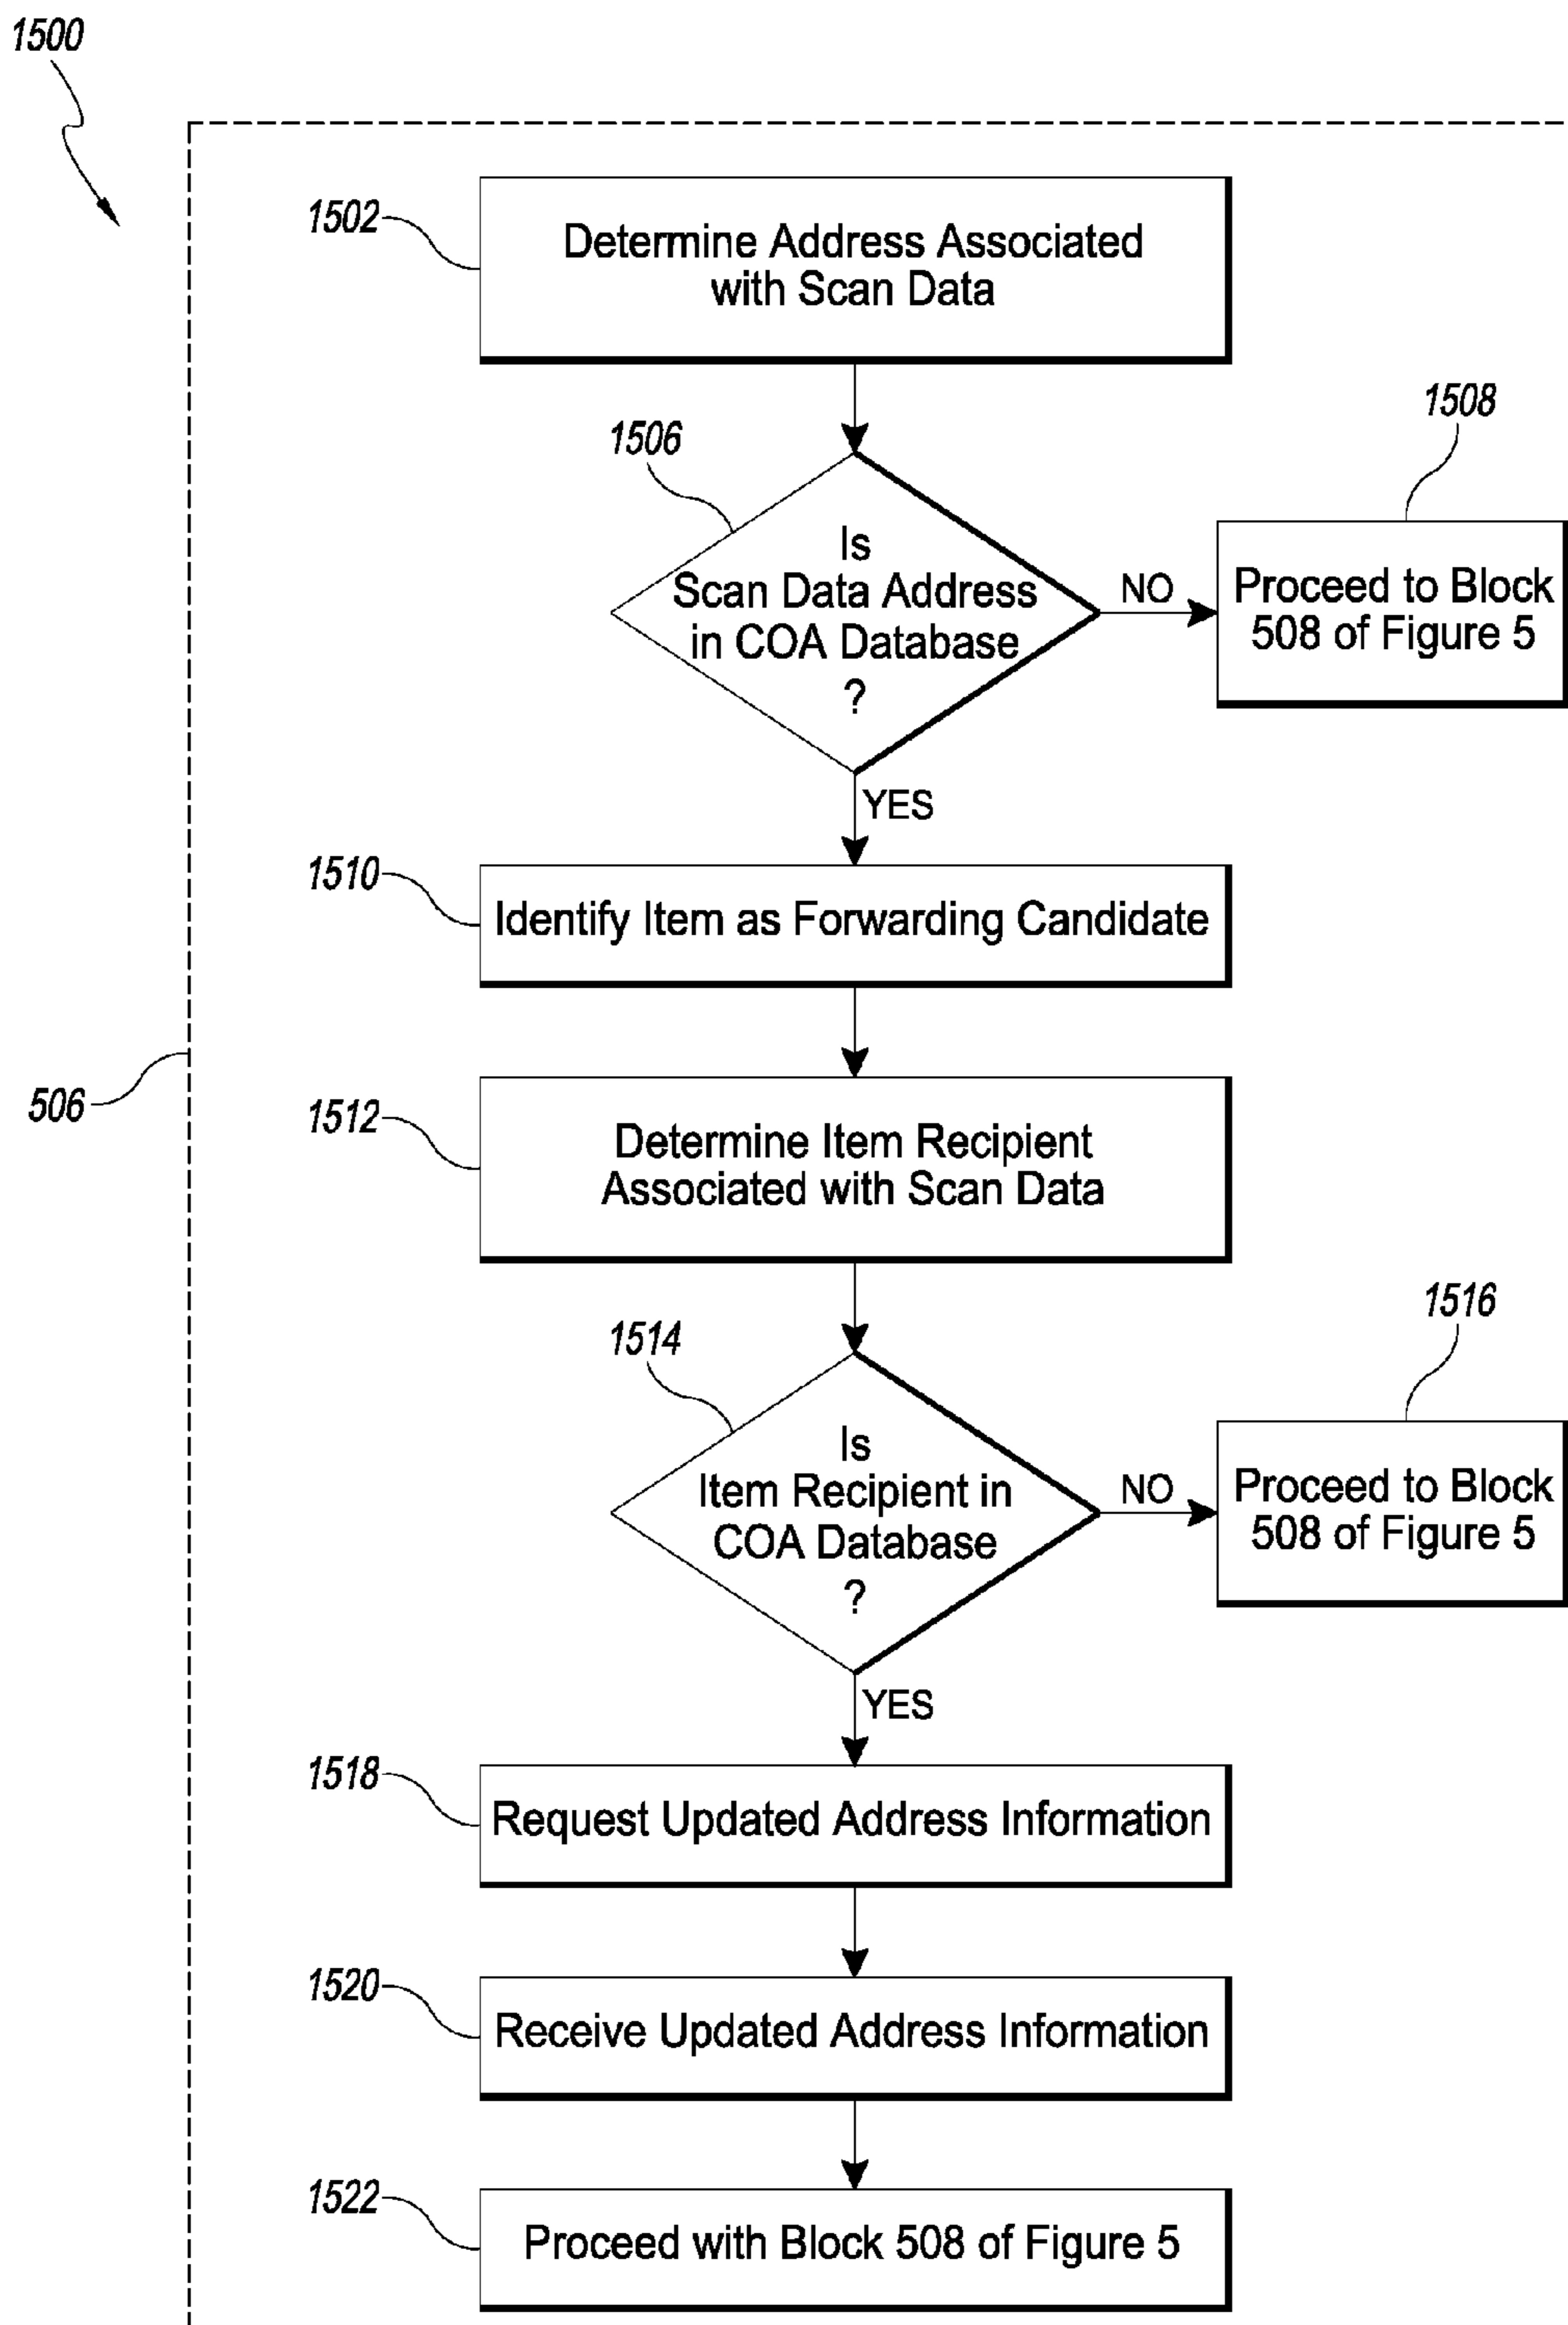 1500
1502
Determine Address Associated
with Scan Data
1506
Is
Scan Data Address
in COA Database
?
NO
1508
Proceed to Block
508 of Figure 5
YES
1510
Identify Item as Forwarding Candidate
506
1512
Determine Item Recipient
Associated with Scan Data
1514
Is
Item Recipient in
COA Database
?
NO
1516
Proceed to Block
508 of Figure 5
YES
1518
Request Updated Address Information
1520
Receive Updated Address Information
1522
Proceed with Block 508 of Figure 5